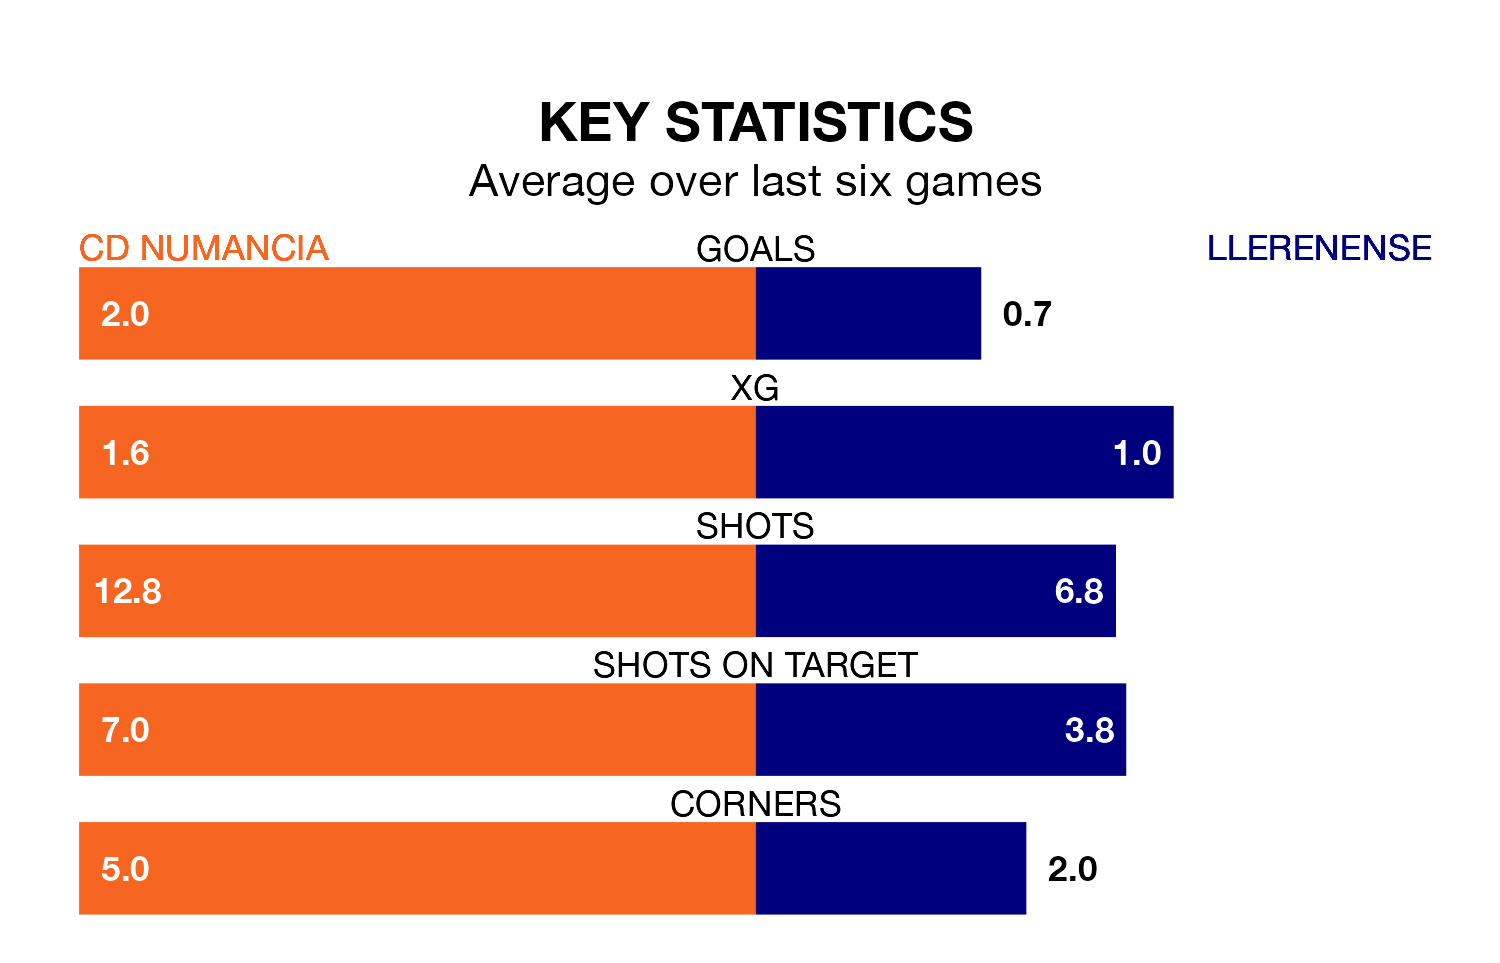 KEY STATISTICS
Average over last six games
CD NUMANCIA GOALS LLERENENSE
2.0 0.7
XG
1.6 1.0
SHOTS
12.8 6.8
SHOTS ON TARGET
7.0 3.8
CORNERS
5.0 2.0